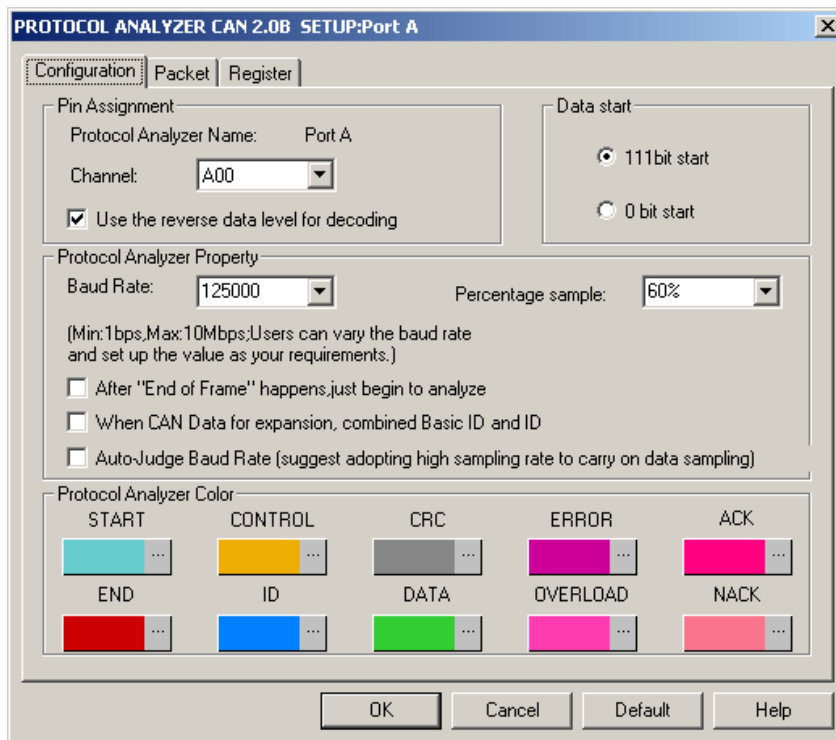 PROTOCOL ANALYZER CAN 2.0B SETUP:Port A
Configuration Packet Register
Pin Assignment
Protocol Analyzer Name: Port A
Channel: A00
Use the reverse data level for decoding
Data start
111bit start
0 bit start
Protocol Analyzer Property
Baud Rate: 125000 Percentage sample: 60%
(Min:1bps,Max:10Mbps;Users can vary the baud rate
and set up the value as your requirements.)
After "End of Frame" happens,just begin to analyze
When CAN Data for expansion, combined Basic ID and ID
Auto-Judge Baud Rate (suggest adopting high sampling rate to carry on data sampling)
Protocol Analyzer Color
START CONTROL CRC ERROR ACK
... ... ... ... ...
END ID DATA OVERLOAD NACK
... ... ... ... ...
OK Cancel Default Help